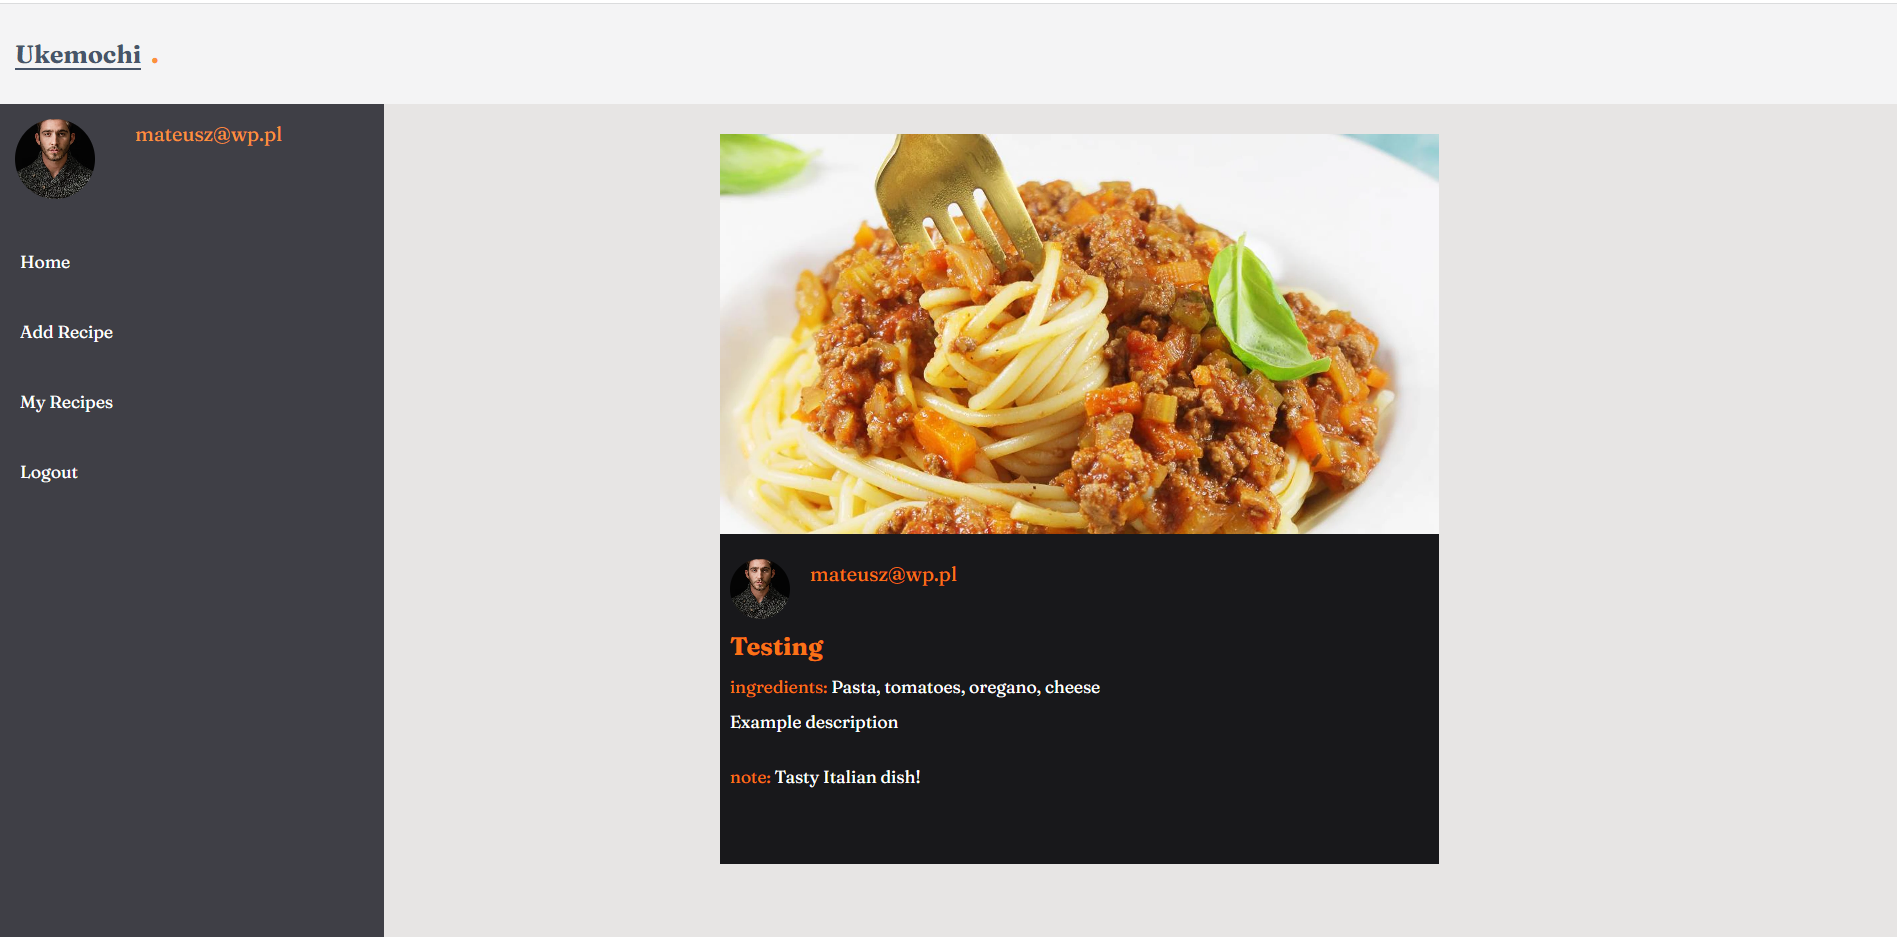 Ukemochi .
mateusz@wp.pl
Home
Add Recipe
My Recipes
Logout
mateusz@wp.pl
Testing
ingredients: Pasta, tomatoes, oregano, cheese
Example description
note: Tasty Italian dish!